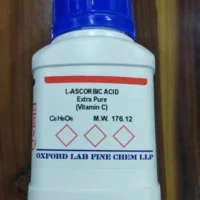 L-ASCORBIC ACID
Extra Pure
(Vitamin C)
C₆H₈O₆ M.W. 176.12
OXFORD LAB FINE CHEM LLP